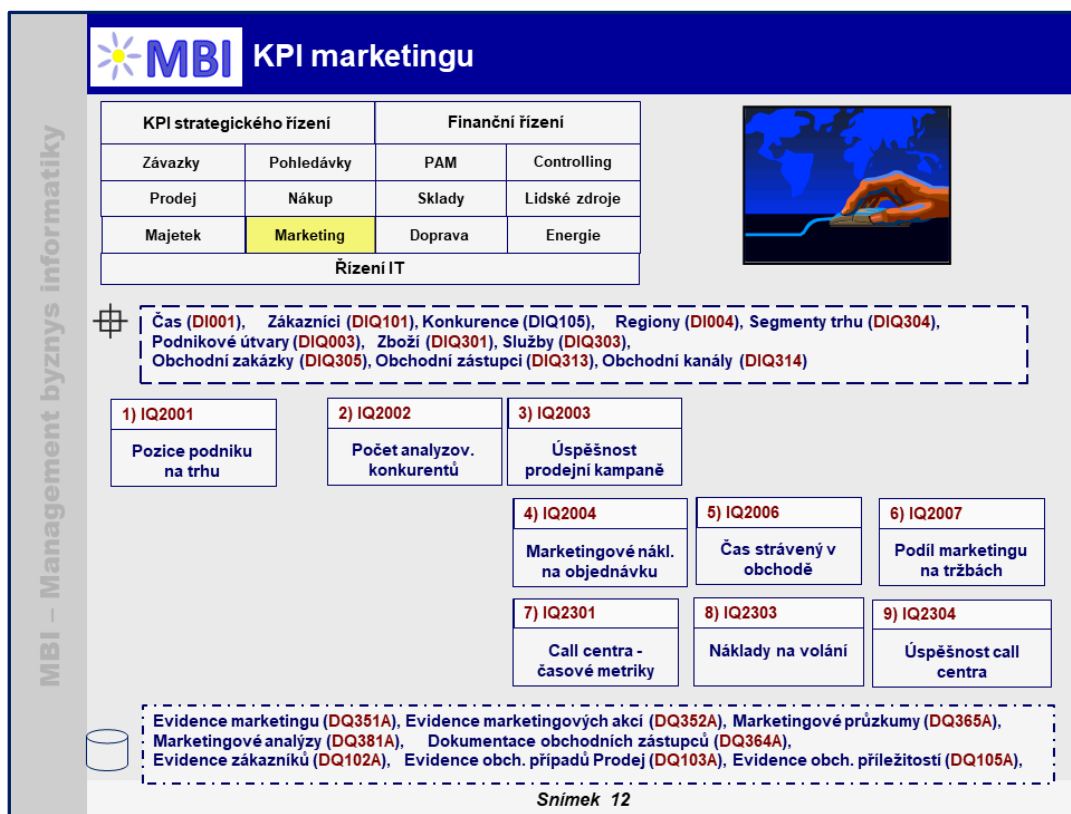 MBI KPI marketingu
MBI – Management byznys informatiky
KPI strategického řízení Finanční řízení
Závazky Pohledávky PAM Controlling
Prodej Nákup Sklady Lidské zdroje
Majetek Marketing Doprava Energie
Řízení IT
Čas (DI001), Zákazníci (DIQ101), Konkurence (DIQ105), Regiony (DI004), Segmenty trhu (DIQ304),
Podnikové útvary (DIQ003), Zboží (DIQ301), Služby (DIQ303),
Obchodní zakázky (DIQ305), Obchodní zástupci (DIQ313), Obchodní kanály (DIQ314)
1) IQ2001
Pozice podniku
na trhu
2) IQ2002
Počet analyzov.
konkurentů
3) IQ2003
Úspěšnost
prodejní kampaně
4) IQ2004
Marketingové nákl.
na objednávku
5) IQ2006
Čas strávený v
obchodě
6) IQ2007
Podíl marketingu
na tržbách
7) IQ2301
Call centra -
časové metriky
8) IQ2303
Náklady na volání
9) IQ2304
Úspěšnost call
centra
Evidence marketingu (DQ351A), Evidence marketingových akcí (DQ352A), Marketingové průzkumy (DQ365A),
Marketingové analýzy (DQ381A), Dokumentace obchodních zástupců (DQ364A),
Evidence zákazníků (DQ102A), Evidence obch. případů Prodej (DQ103A), Evidence obch. příležitostí (DQ105A),
Snímek 12